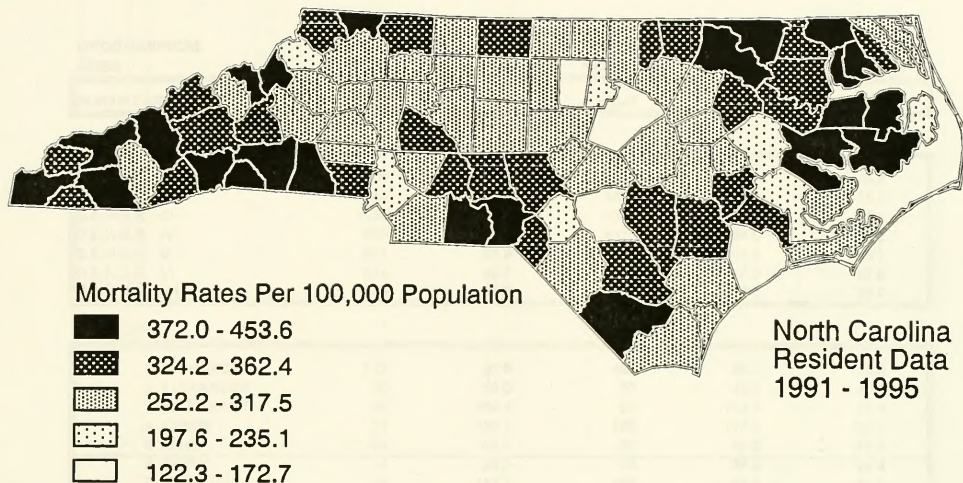 Mortality Rates Per 100,000 Population
372.0 - 453.6
324.2 - 362.4
252.2 - 317.5
197.6 - 235.1
122.3 - 172.7
North Carolina
Resident Data
1991 - 1995